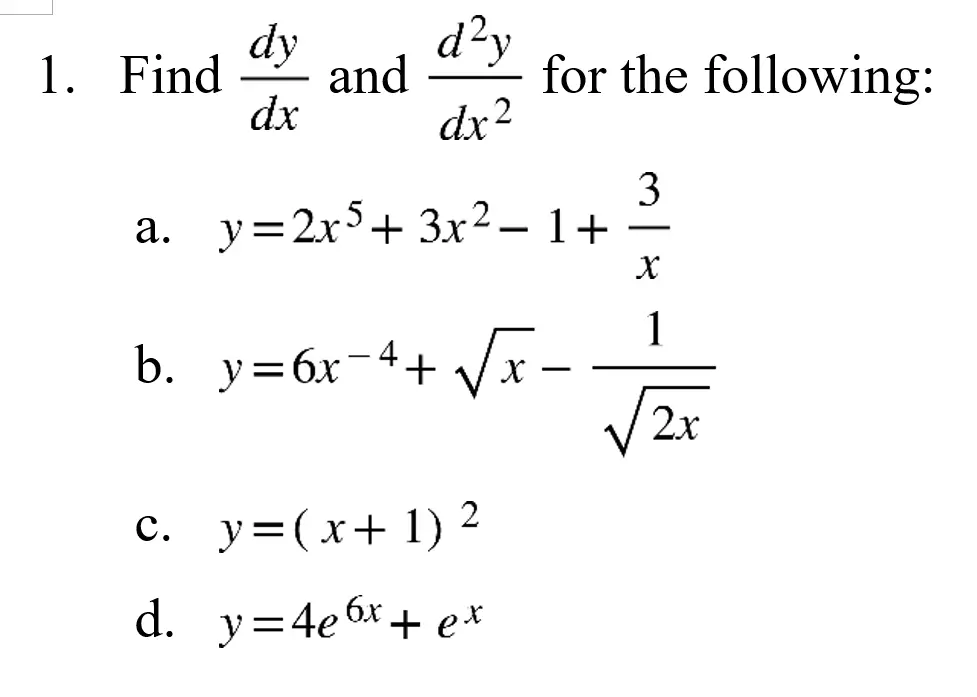 1. Find dy/dx and d²y/dx² for the following:
a. y=2x⁵+ 3x²– 1+ 3/x
b. y=6x⁻⁴+ √x – 1/√(2x)
c. y=( x+ 1) ²
d. y=4e⁶ˣ+ eˣ